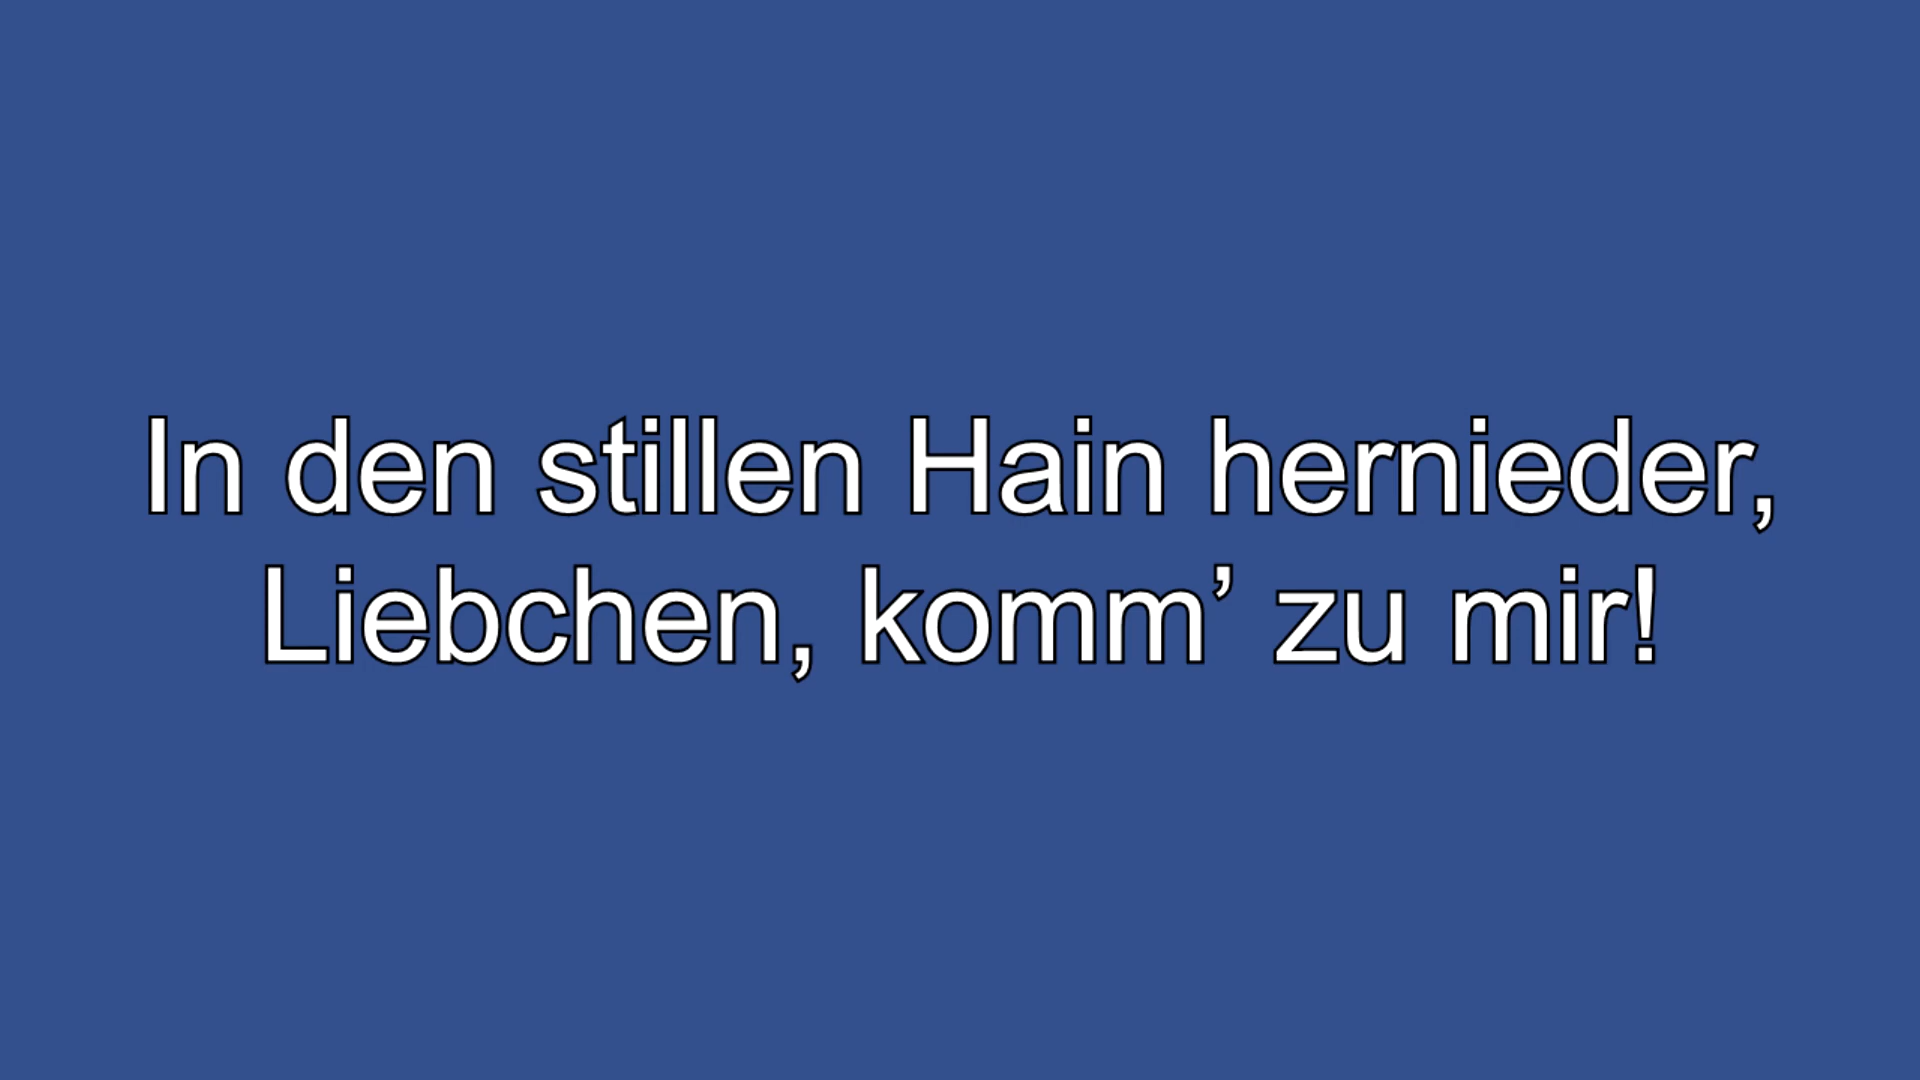 In den stillen Hain hernieder,
Liebchen, komm’ zu mir!